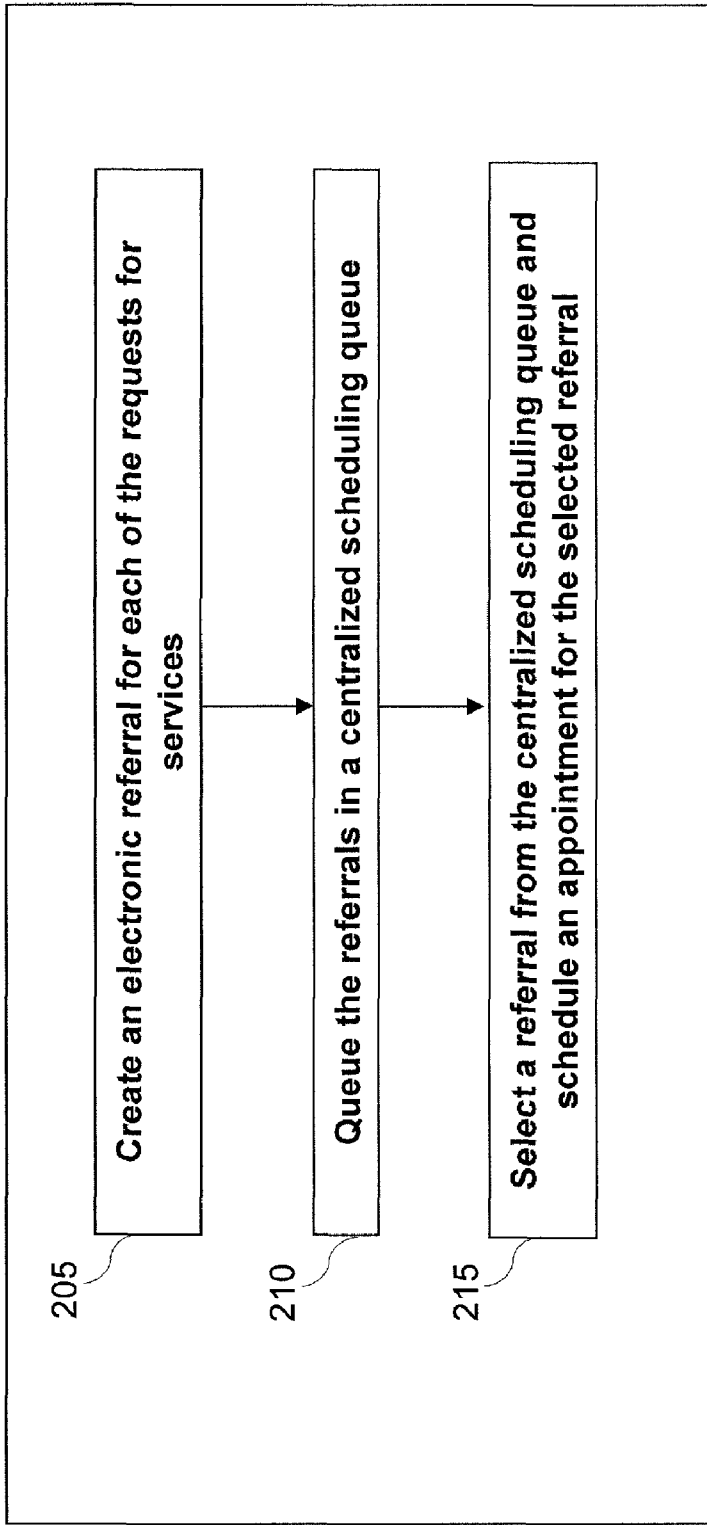 205
Create an electronic referral for each of the requests for
services
210
Queue the referrals in a centralized scheduling queue
215
Select a referral from the centralized scheduling queue and
schedule an appointment for the selected referral